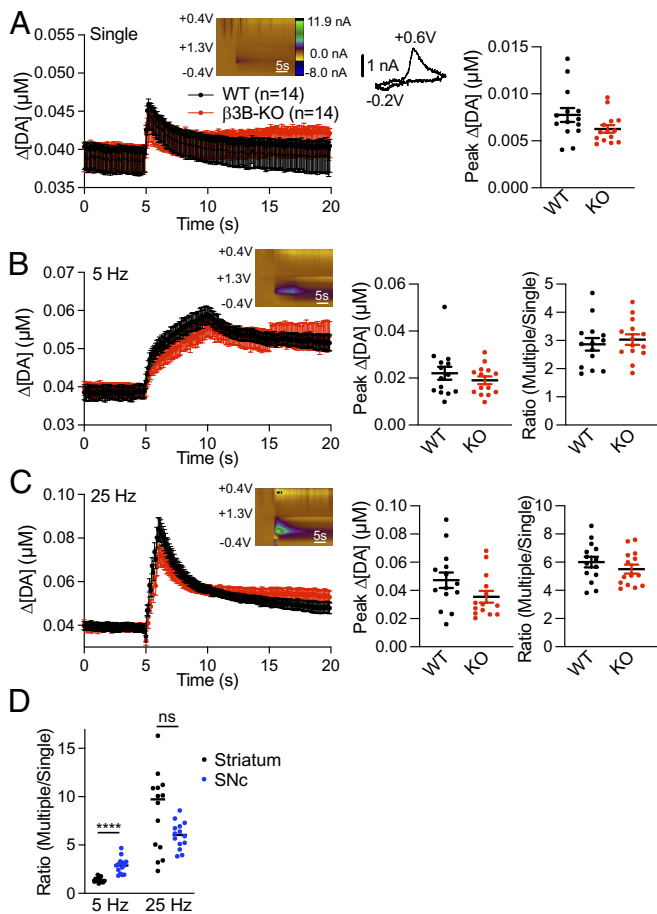 A
Single
+0.4V
+1.3V
-0.4V
5s
11.9 nA
0.0 nA
-8.0 nA
+0.6V
1 nA
-0.2V
WT (n=14)
β3B-KO (n=14)
Δ[DA] (μM)
0.055
0.050
0.045
0.040
0.035
0 5 10 15 20
Time (s)
Peak Δ[DA] (μM)
0.015
0.010
0.005
0.000
WT KO
B
5 Hz
+0.4V
+1.3V
-0.4V
5s
Δ[DA] (μM)
0.07
0.06
0.05
0.04
0.03
0 5 10 15 20
Time (s)
Peak Δ[DA] (μM)
0.06
0.04
0.02
0.00
WT KO
Ratio (Multiple/Single)
5
4
3
2
1
0
WT KO
C
25 Hz
+0.4V
+1.3V
-0.4V
5s
Δ[DA] (μM)
0.10
0.08
0.06
0.04
0 5 10 15 20
Time (s)
Peak Δ[DA] (μM)
0.10
0.08
0.06
0.04
0.02
0.00
WT KO
Ratio (Multiple/Single)
10
8
6
4
2
0
WT KO
D
Ratio (Multiple/Single)
15
10
5
0
****
ns
5 Hz 25 Hz
Striatum
SNc